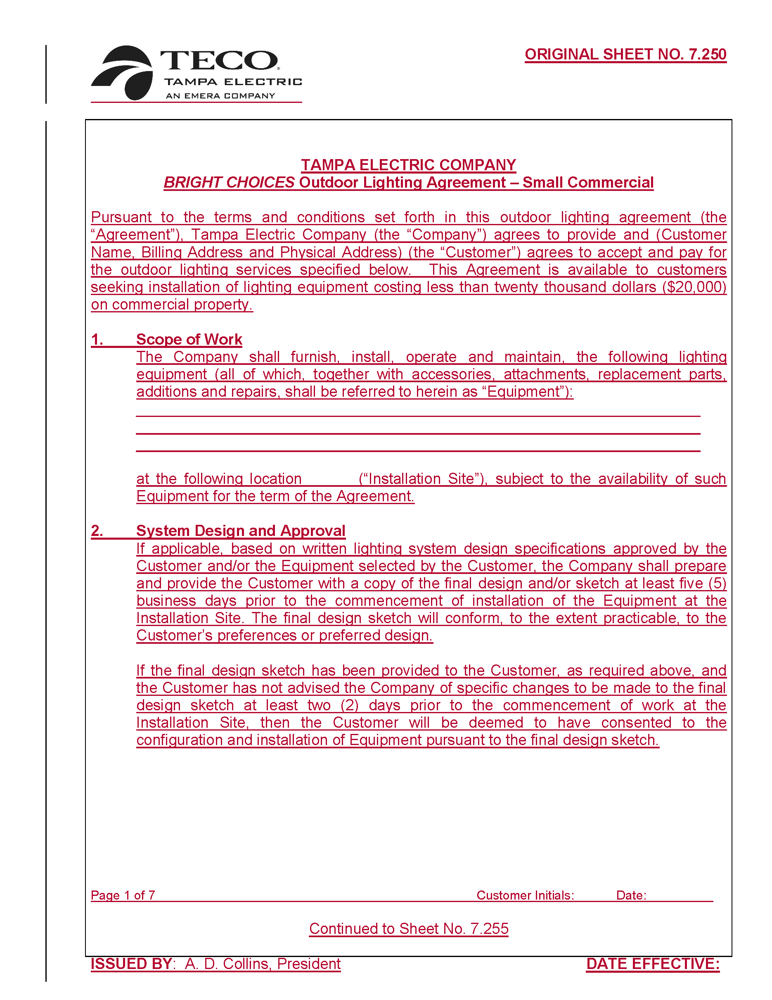 TECO®
TAMPA ELECTRIC
AN EMERA COMPANY
ORIGINAL SHEET NO. 7.250
TAMPA ELECTRIC COMPANY
BRIGHT CHOICES Outdoor Lighting Agreement – Small Commercial
Pursuant to the terms and conditions set forth in this outdoor lighting agreement (the
“Agreement”), Tampa Electric Company (the “Company”) agrees to provide and (Customer
Name, Billing Address and Physical Address) (the “Customer”) agrees to accept and pay for
the outdoor lighting services specified below. This Agreement is available to customers
seeking installation of lighting equipment costing less than twenty thousand dollars ($20,000)
on commercial property.
1. Scope of Work
The Company shall furnish, install, operate and maintain, the following lighting
equipment (all of which, together with accessories, attachments, replacement parts,
additions and repairs, shall be referred to herein as “Equipment”):
at the following location (“Installation Site”), subject to the availability of such
Equipment for the term of the Agreement.
2. System Design and Approval
If applicable, based on written lighting system design specifications approved by the
Customer and/or the Equipment selected by the Customer, the Company shall prepare
and provide the Customer with a copy of the final design and/or sketch at least five (5)
business days prior to the commencement of installation of the Equipment at the
Installation Site. The final design sketch will conform, to the extent practicable, to the
Customer’s preferences or preferred design.
If the final design sketch has been provided to the Customer, as required above, and
the Customer has not advised the Company of specific changes to be made to the final
design sketch at least two (2) days prior to the commencement of work at the
Installation Site, then the Customer will be deemed to have consented to the
configuration and installation of Equipment pursuant to the final design sketch.
Page 1 of 7 Customer Initials: Date:
Continued to Sheet No. 7.255
ISSUED BY: A. D. Collins, President DATE EFFECTIVE: